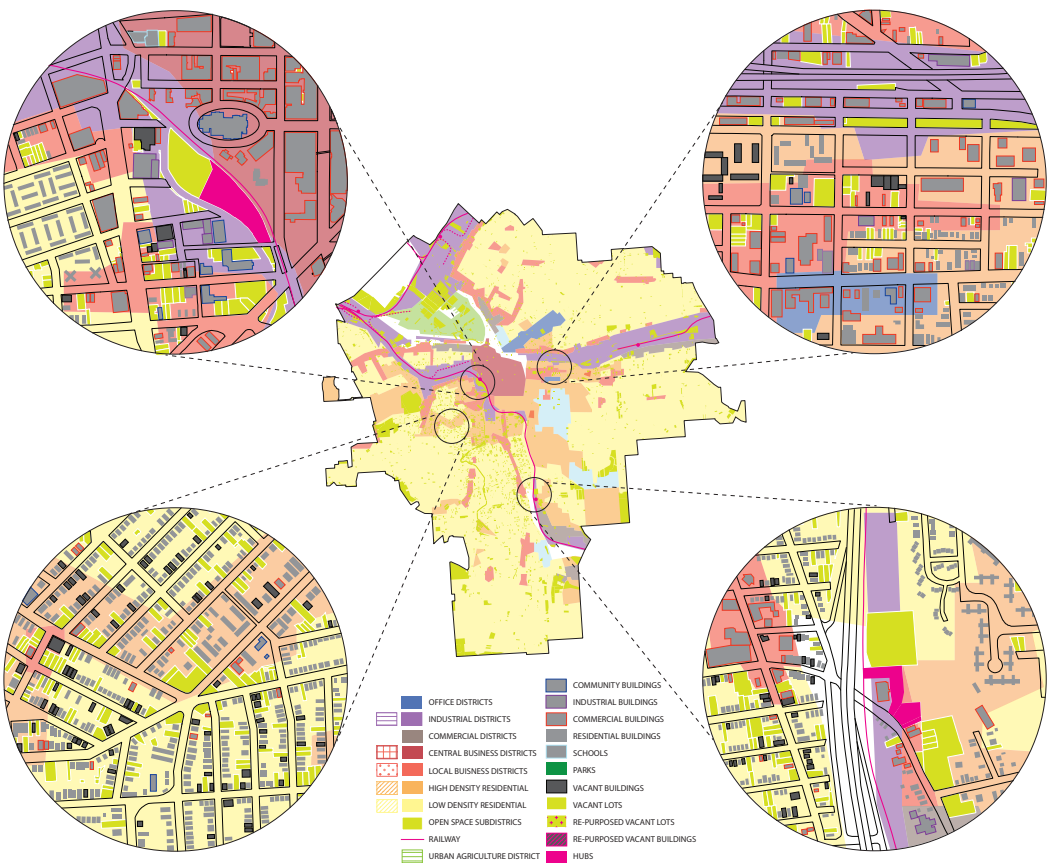 OFFICE DISTRICTS
INDUSTRIAL DISTRICTS
COMMERCIAL DISTRICTS
CENTRAL BUSINESS DISTRICTS
LOCAL BUSINESS DISTRICTS
HIGH DENSITY RESIDENTIAL
LOW DENSITY RESIDENTIAL
OPEN SPACE SUBDISTRICTS
RAILWAY
URBAN AGRICULTURE DISTRICT
COMMUNITY BUILDINGS
INDUSTRIAL BUILDINGS
COMMERCIAL BUILDINGS
RESIDENTIAL BUILDINGS
SCHOOLS
PARKS
VACANT BUILDINGS
VACANT LOTS
RE-PURPOSED VACANT LOTS
RE-PURPOSED VACANT BUILDINGS
HUBS